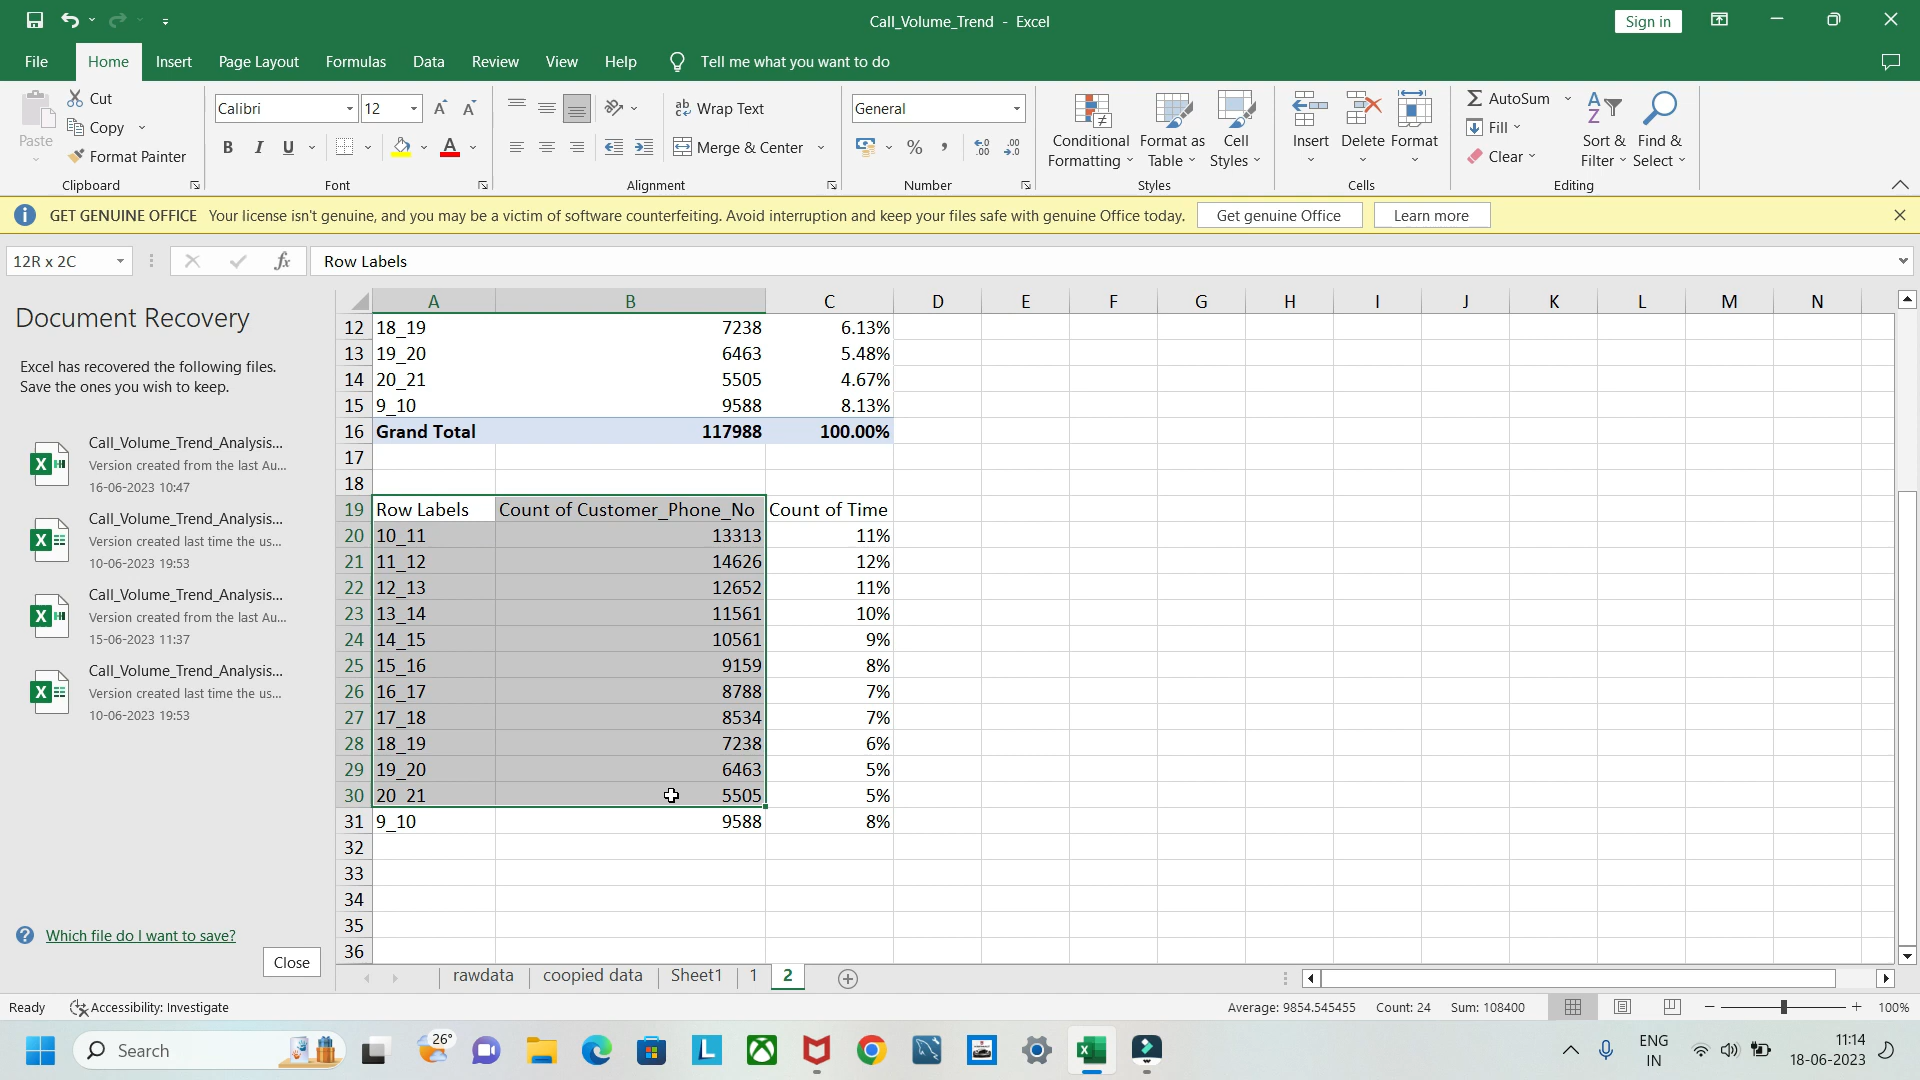 Call_Volume_Trend - Excel
Sign in
File Home Insert Page Layout Formulas Data Review View Help Tell me what you want to do
Paste
Cut
Copy
Format Painter
Clipboard
Calibri 12
B I U
Font
Wrap Text
Merge & Center
Alignment
General
Number
Conditional Formatting
Format as Table
Cell Styles
Styles
Insert Delete Format
Cells
AutoSum
Fill
Clear
Sort & Filter
Find & Select
Editing
GET GENUINE OFFICE Your license isn't genuine, and you may be a victim of software counterfeiting. Avoid interruption and keep your files safe with genuine Office today. Get genuine Office Learn more
12R x 2C fx Row Labels
Document Recovery
Excel has recovered the following files.
Save the ones you wish to keep.
Call_Volume_Trend_Analysis...
Version created from the last Au...
16-06-2023 10:47
Call_Volume_Trend_Analysis...
Version created last time the us...
10-06-2023 19:53
Call_Volume_Trend_Analysis...
Version created from the last Au...
15-06-2023 11:37
Call_Volume_Trend_Analysis...
Version created last time the us...
10-06-2023 19:53
Which file do I want to save?
Close
A B C D E F G H I J K L M N
12 18_19 7238 6.13%
13 19_20 6463 5.48%
14 20_21 5505 4.67%
15 9_10 9588 8.13%
16 Grand Total 117988 100.00%
17
18
19 Row Labels Count of Customer_Phone_No Count of Time
20 10_11 13313 11%
21 11_12 14626 12%
22 12_13 12652 11%
23 13_14 11561 10%
24 14_15 10561 9%
25 15_16 9159 8%
26 16_17 8788 7%
27 17_18 8534 7%
28 18_19 7238 6%
29 19_20 6463 5%
30 20_21 5505 5%
31 9_10 9588 8%
32
33
34
35
36
rawdata coopied data Sheet1 1 2
Ready Accessibility: Investigate Average: 9854.545455 Count: 24 Sum: 108400 100%
Search
26°
ENG
IN
11:14
18-06-2023